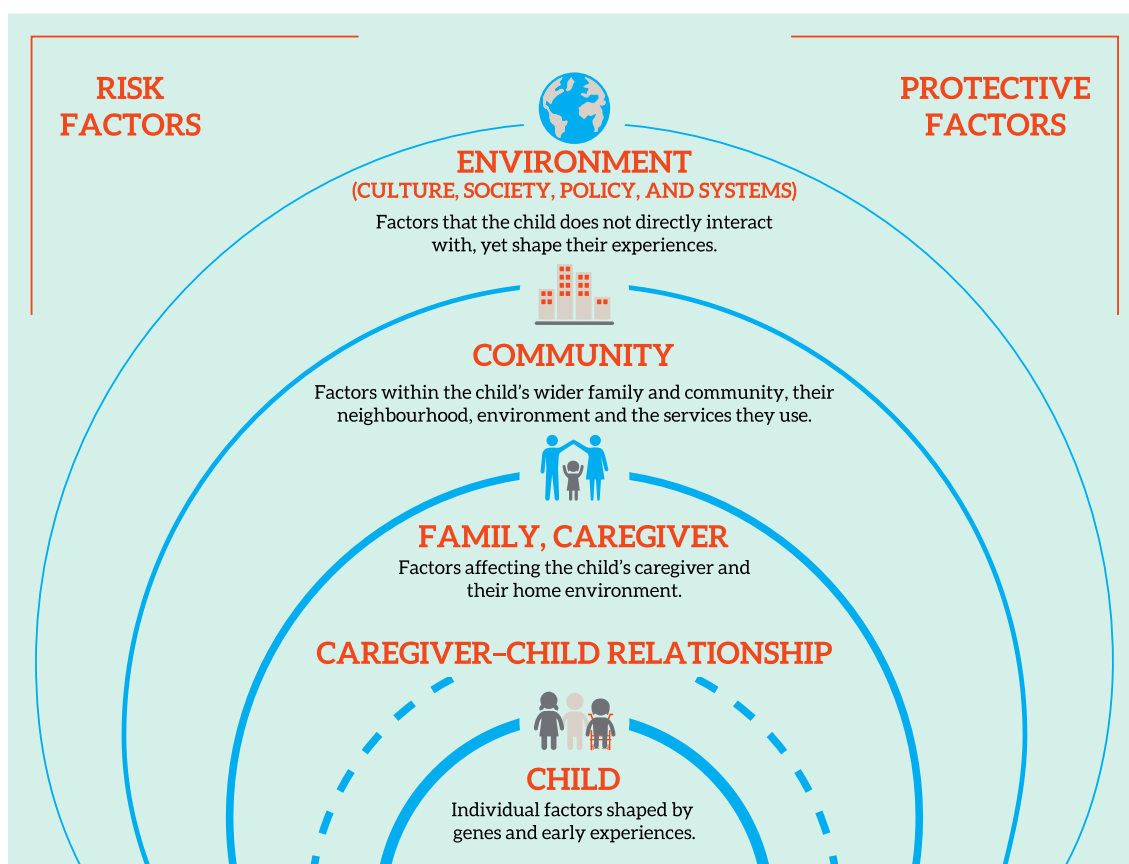 RISK
FACTORS
PROTECTIVE
FACTORS
ENVIRONMENT
(CULTURE, SOCIETY, POLICY, AND SYSTEMS)
Factors that the child does not directly interact
with, yet shape their experiences.
COMMUNITY
Factors within the child’s wider family and community, their
neighbourhood, environment and the services they use.
FAMILY, CAREGIVER
Factors affecting the child’s caregiver and
their home environment.
CAREGIVER–CHILD RELATIONSHIP
CHILD
Individual factors shaped by
genes and early experiences.